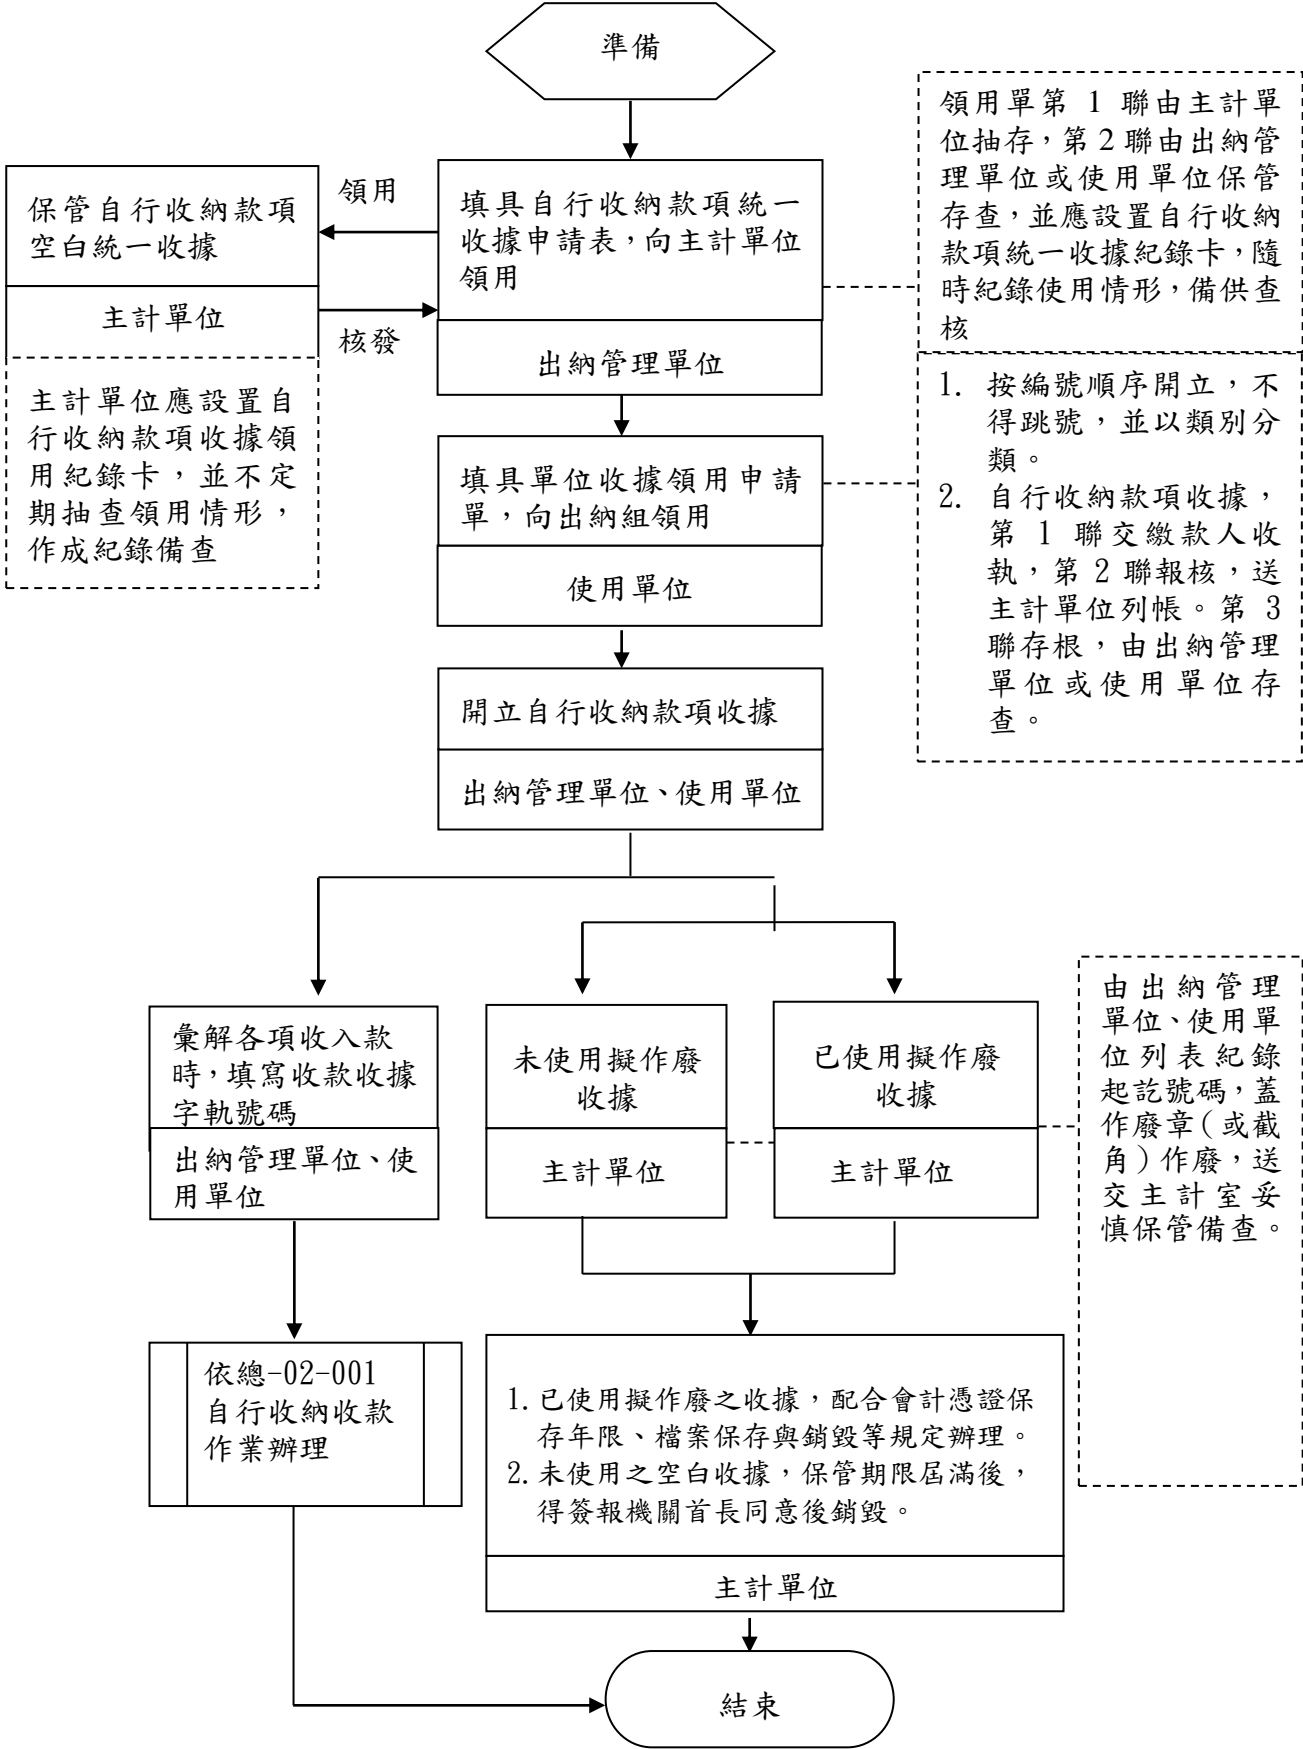 準備
領用單第 1 聯由主計單
位抽存，第 2 聯由出納管
理單位或使用單位保管
存查，並應設置自行收納
款項統一收據紀錄卡，隨
時紀錄使用情形，備供查
核
保管自行收納款項
空白統一收據
主計單位
領用
核發
填具自行收納款項統一
收據申請表，向主計單位
領用
出納管理單位
主計單位應設置自
行收納款項收據領
用紀錄卡，並不定
期抽查領用情形，
作成紀錄備查
1. 按編號順序開立，不
得跳號，並以類別分
類。
2. 自行收納款項收據，
第 1 聯交繳款人收
執，第 2 聯報核，送
主計單位列帳。第 3
聯存根，由出納管理
單位或使用單位存
查。
填具單位收據領用申請
單，向出納組領用
使用單位
開立自行收納款項收據
出納管理單位、使用單位
彙解各項收入款
時，填寫收款收據
字軌號碼
出納管理單位、使
用單位
未使用擬作廢
收據
主計單位
已使用擬作廢
收據
主計單位
由出納管理
單位、使用單
位列表紀錄
起訖號碼，蓋
作廢章（或截
角）作廢，送
交主計室妥
慎保管備查。
依總-02-001
自行收納收款
作業辦理
1. 已使用擬作廢之收據，配合會計憑證保
存年限、檔案保存與銷毀等規定辦理。
2. 未使用之空白收據，保管期限屆滿後，
得簽報機關首長同意後銷毀。
主計單位
結束